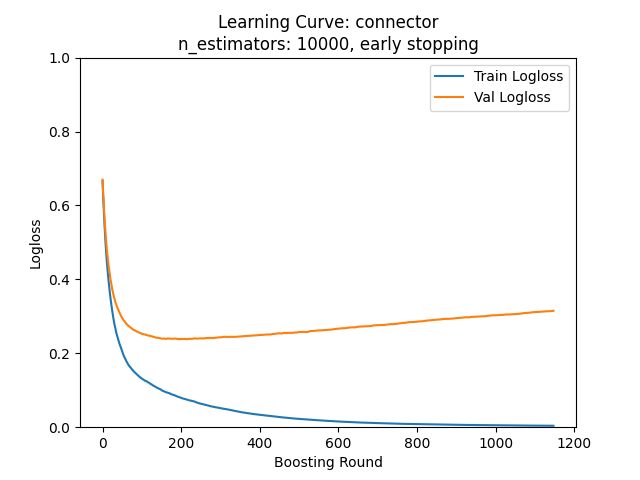 Learning Curve: connector
n_estimators: 10000, early stopping
Train Logloss
Val Logloss
1.0
0.8
0.6
0.4
0.2
0.0
Logloss
0 200 400 600 800 1000 1200
Boosting Round